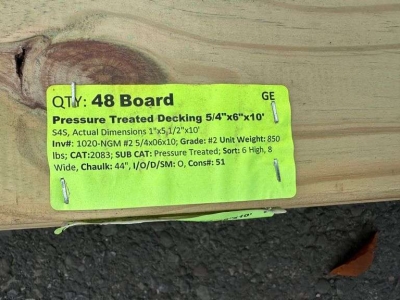 QTY: 48 Board GE
Pressure Treated Decking 5/4"x6"x10'
S4S, Actual Dimensions 1"x5 1/2"x10'
Inv#: 1020-NGM #2 5/4x06x10; Grade: #2 Unit Weight: 850
lbs; CAT:2083; SUB CAT: Pressure Treated; Sort: 6 High, 8
Wide, Chaulk: 44", I/O/D/SM: O, Cons#: 51